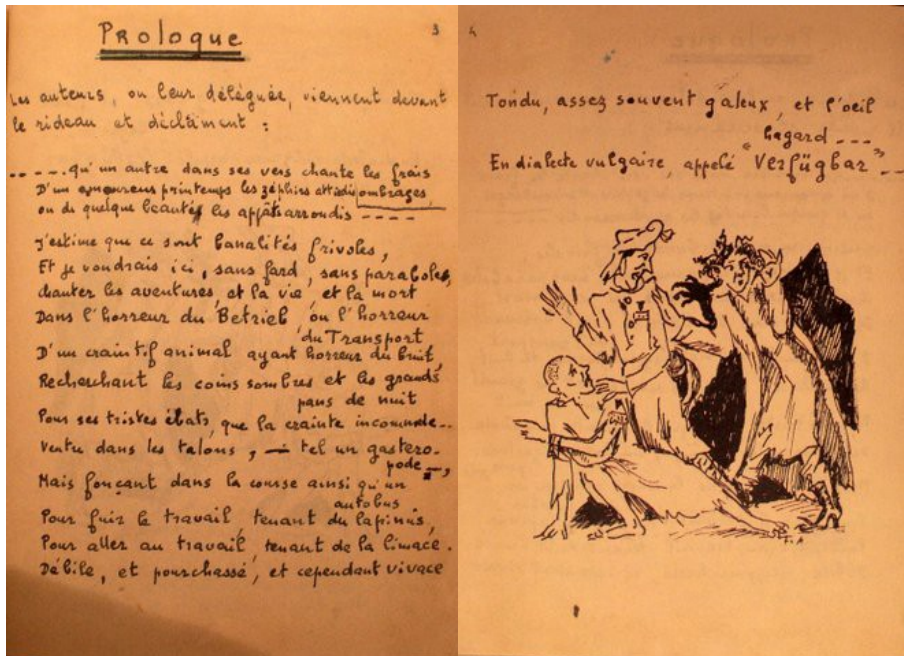 Prologue
3
Les auteurs, ou leur déléguée, viennent devant
le rideau et déclament :
-----. qu'un autre dans ses vers chante les frais
ombrages,
D'un amoureux printemps les zéphirs attiédis
ou de quelque beauté les appâts arrondis ----
J'estime que ce sont banalités frivoles,
Et je voudrais ici, sans fard, sans paraboles,
chanter les aventures, et la vie, et la mort
Dans l'horreur du Betrieb, ou l'horreur
du Transport
D'un craintif animal ayant horreur du bruit,
Recherchant les coins sombres et les grands
pans de nuit
Pour ses tristes ébats, que la crainte incommode..
Ventre dans les talons, — tel un gastero-
pode —,
Mais fonçant dans la course ainsi qu'un
autobus
Pour fuir le travail, tenant du lapinus,
Pour aller au travail, tenant de la limace.
Débile, et pourchassé, et cependant vivace
4
Tondu, assez souvent galeux, et l'oeil
hagard ---
En dialecte vulgaire, appelé "Verfügbar" --
F.A